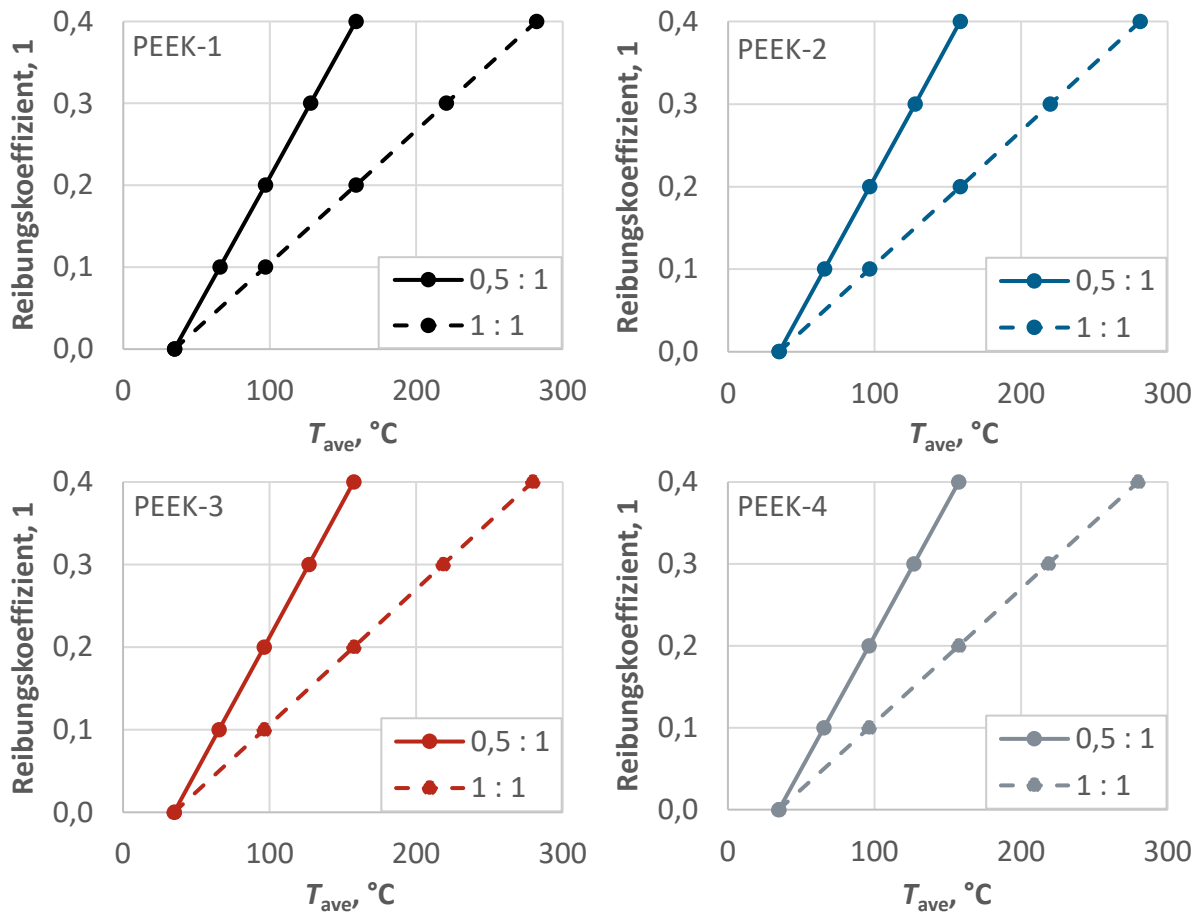 Reibungskoeffizient, 1
0,4
0,3
0,2
0,1
0,0
PEEK-1
0,5 : 1
1 : 1
0
100
200
300
Tave, °C
Reibungskoeffizient, 1
0,4
0,3
0,2
0,1
0,0
PEEK-2
0,5 : 1
1 : 1
0
100
200
300
Tave, °C
Reibungskoeffizient, 1
0,4
0,3
0,2
0,1
0,0
PEEK-3
0,5 : 1
1 : 1
0
100
200
300
Tave, °C
Reibungskoeffizient, 1
0,4
0,3
0,2
0,1
0,0
PEEK-4
0,5 : 1
1 : 1
0
100
200
300
Tave, °C